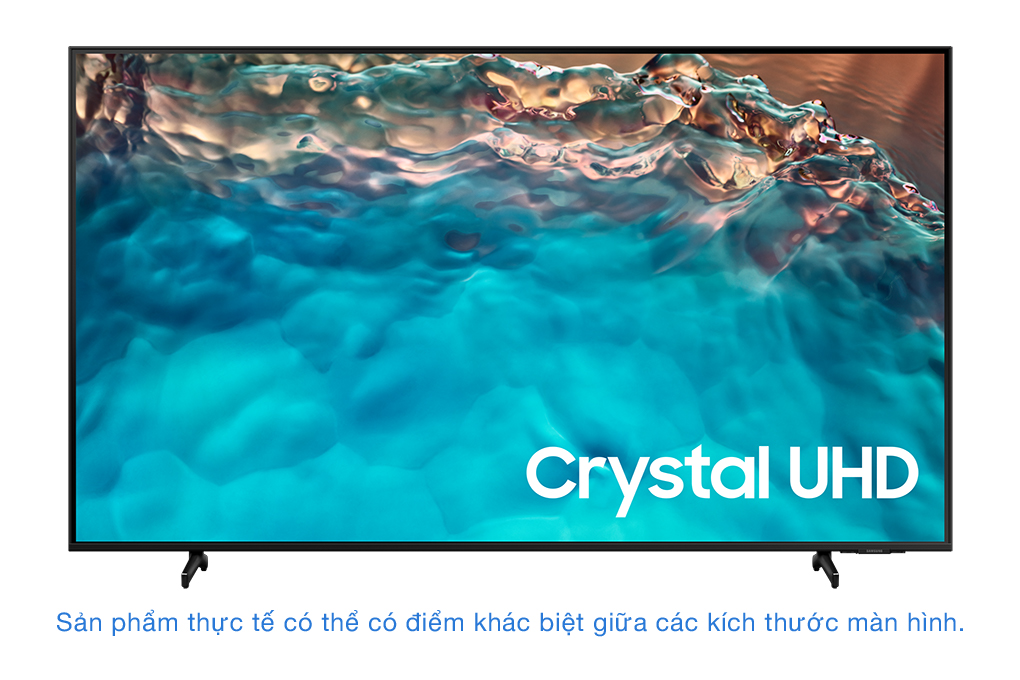 Crystal UHD
Sản phẩm thực tế có thể có điểm khác biệt giữa các kích thước màn hình.